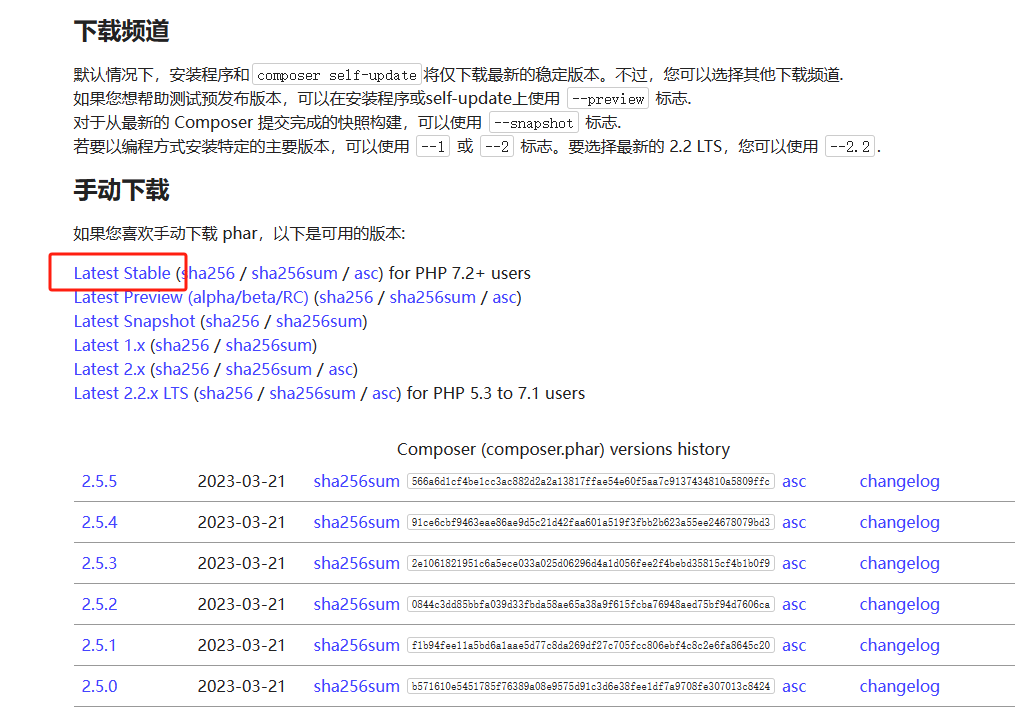 下载频道
默认情况下，安装程序和 composer self-update 将仅下载最新的稳定版本。不过，您可以选择其他下载频道.
如果您想帮助测试预发布版本，可以在安装程序或self-update上使用 --preview 标志.
对于从最新的 Composer 提交完成的快照构建，可以使用 --snapshot 标志.
若要以编程方式安装特定的主要版本，可以使用 --1 或 --2 标志。要选择最新的 2.2 LTS，您可以使用 --2.2 .
手动下载
如果您喜欢手动下载 phar，以下是可用的版本:
Latest Stable (sha256 / sha256sum / asc) for PHP 7.2+ users
Latest Preview (alpha/beta/RC) (sha256 / sha256sum / asc)
Latest Snapshot (sha256 / sha256sum)
Latest 1.x (sha256 / sha256sum)
Latest 2.x (sha256 / sha256sum / asc)
Latest 2.2.x LTS (sha256 / sha256sum / asc) for PHP 5.3 to 7.1 users
Composer (composer.phar) versions history
2.5.5 2023-03-21 sha256sum 566a6d1cf4be1cc3ac882d2a2a13817ffae54e60f5aa7c9137434810a5809ffc asc changelog
2.5.4 2023-03-21 sha256sum 91ce6cbf9463eae86ae9d5c21d42faa601a519f3fbb2b623a55ee24678079bd3 asc changelog
2.5.3 2023-03-21 sha256sum 2e1061821951c6a5ece033a025d06296d4a1d056fee2f4bebd35815cf4b1b0f9 asc changelog
2.5.2 2023-03-21 sha256sum 0844c3dd85bbfa039d33fbda58ae65a38a9f615fcba76948aed75bf94d7606ca asc changelog
2.5.1 2023-03-21 sha256sum f1b94fee11a5bd6a1aae5d77c8da269df27c705fcc806ebf4c8c2e6fa8645c20 asc changelog
2.5.0 2023-03-21 sha256sum b571610e5451785f76389a08e9575d91c3d6e38fee1df7a9708fe307013c8424 asc changelog